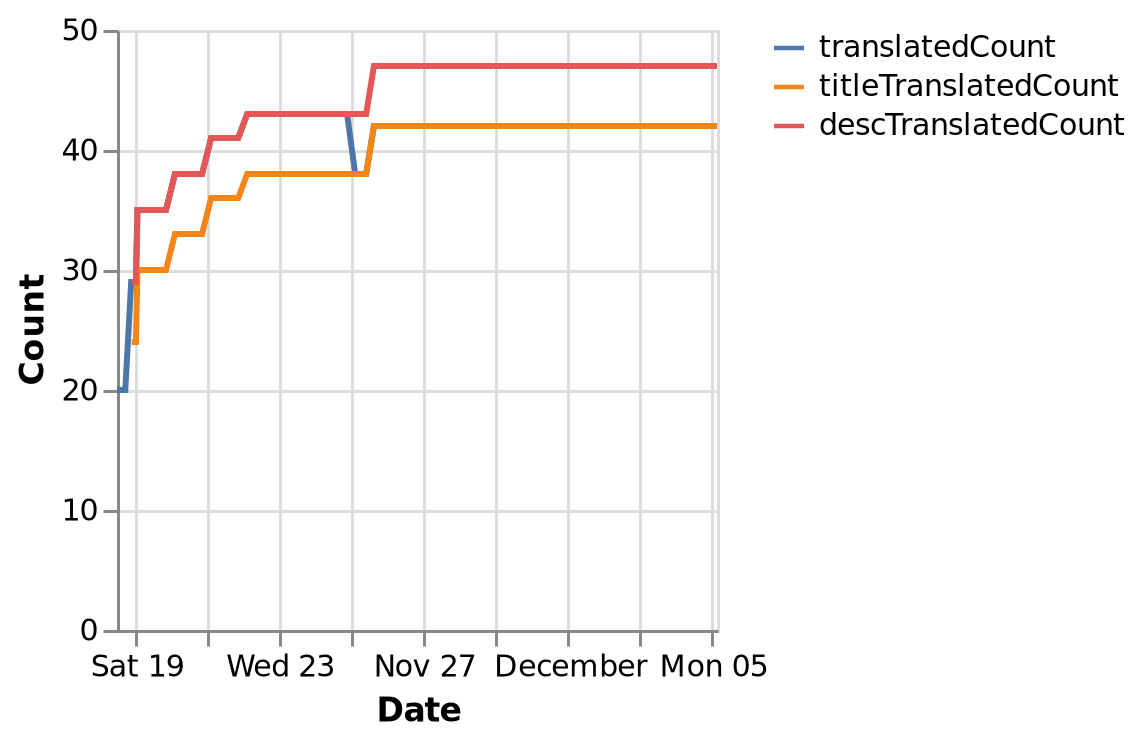 50
40
30
20
10
0
Count
Sat 19
Wed 23
Nov 27
December
Mon 05
Date
translatedCount
titleTranslatedCount
descTranslatedCount